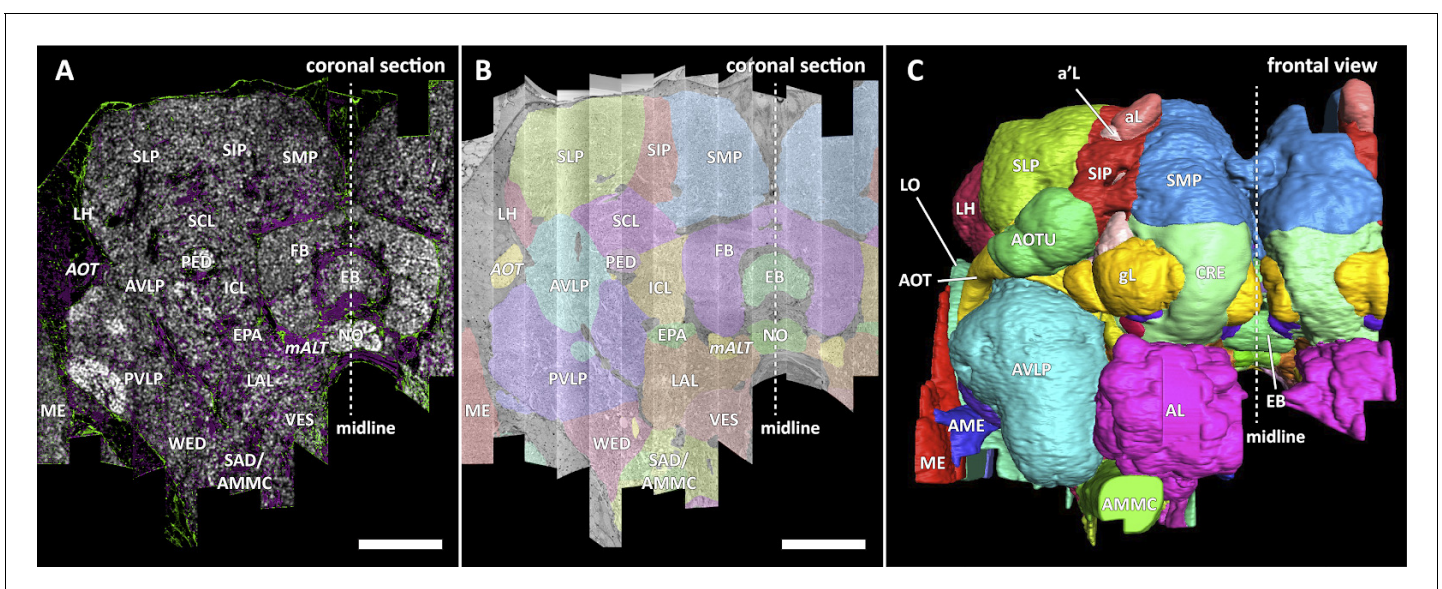 A
coronal section
SLP
SIP
SMP
LH
SCL
FB
AOT
PED
EB
AVLP
ICL
EPA
NO
mALT
PVLP
LAL
ME
VES
midline
WED
SAD/
AMMC
B
coronal section
SLP
SIP
SMP
LH
SCL
FB
AOT
PED
EB
AVLP
ICL
EPA
NO
mALT
PVLP
LAL
ME
VES
midline
WED
SAD/
AMMC
C
frontal view
a'L
aL
SLP
SIP
SMP
LO
LH
AOTU
AOT
gL
CRE
AVLP
EB
AL
AME
midline
ME
AMMC